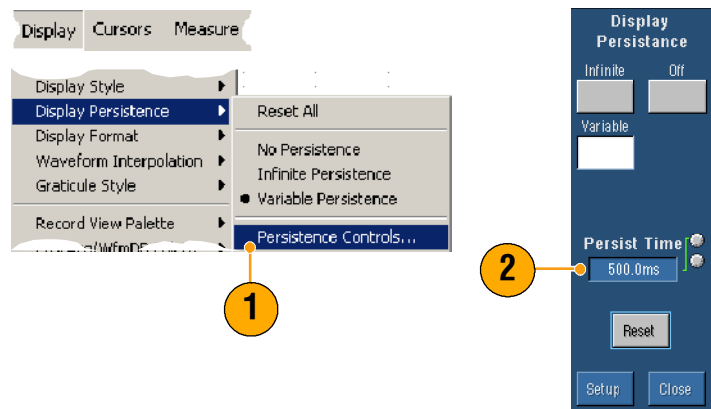 Display Cursors Measure
Display Style
Display Persistence
Display Format
Waveform Interpolation
Graticule Style
Record View Palette
Reset All
No Persistence
Infinite Persistence
Variable Persistence
Persistence Controls...
1
Display
Persistance
Infinite Off
Variable
Persist Time
2
500.0ms
Reset
Setup Close